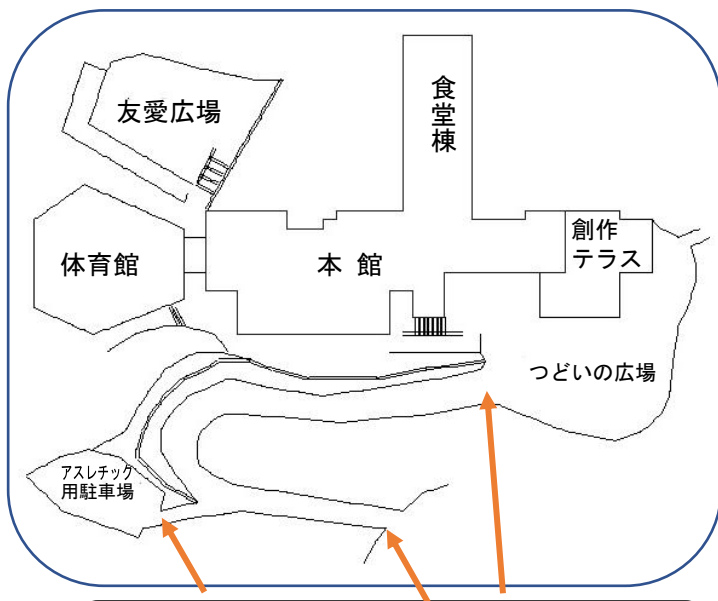 友愛広場
食堂棟
体育館
本 館
創作
テラス
つどいの広場
アスレチック
用駐車場